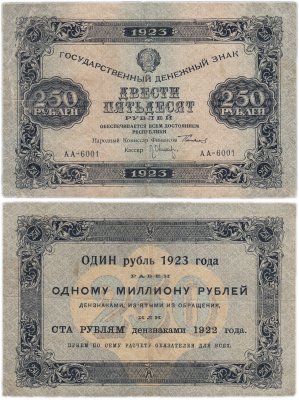 1923
ГОСУДАРСТВЕННЫЙ ДЕНЕЖНЫЙ ЗНАК
250
РУБЛЕЙ
ДВЕСТИ
ПЯТЬДЕСЯТ
РУБЛЕЙ
250
РУБЛЕЙ
ОБЕСПЕЧИВАЕТСЯ ВСЕМ ДОСТОЯНИЕМ
РЕСПУБЛИКИ
Народный Комиссар Финансов
АА-6001
Кассир
АА-6001
1923
ОДИН рубль 1923 года
РАВЕН
ОДНОМУ МИЛЛИОНУ РУБЛЕЙ
ДЕНЗНАКАМИ, ИЗ'ЯТЫМИ ИЗ ОБРАЩЕНИЯ,
ИЛИ
СТА РУБЛЯМ дензнаками 1922 года.
ПРИЕМ ПО СЕМУ РАСЧЕТУ ОБЯЗАТЕЛЕН ДЛЯ ВСЕХ.
А